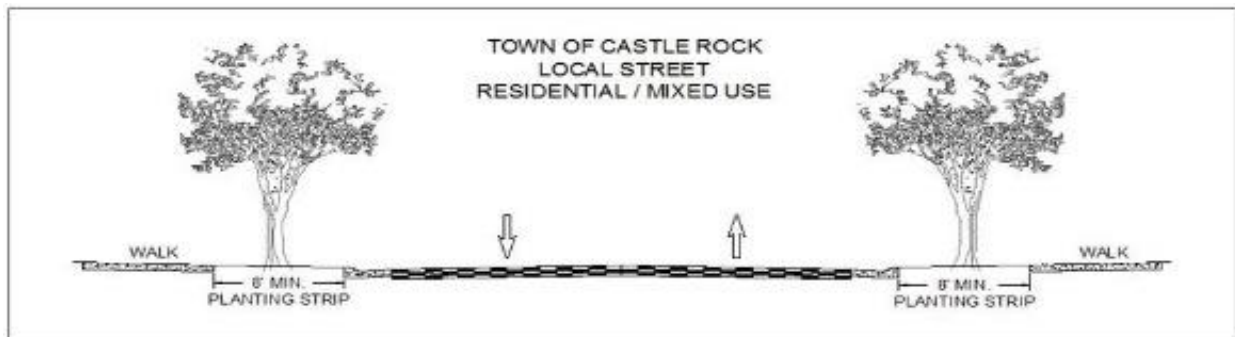 TOWN OF CASTLE ROCK
LOCAL STREET
RESIDENTIAL / MIXED USE
WALK
8' MIN.
PLANTING STRIP
WALK
8' MIN.
PLANTING STRIP